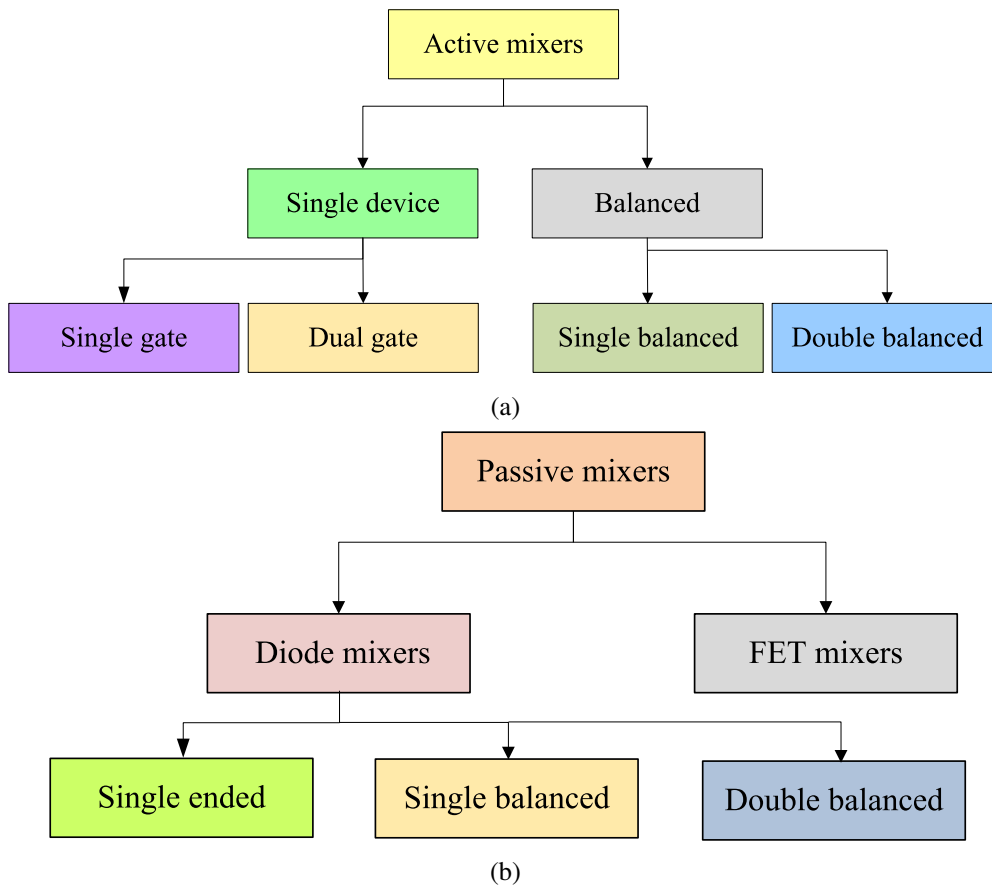 Active mixers
Single device
Balanced
Single gate
Dual gate
Single balanced
Double balanced
(a)
Passive mixers
Diode mixers
FET mixers
Single ended
Single balanced
Double balanced
(b)